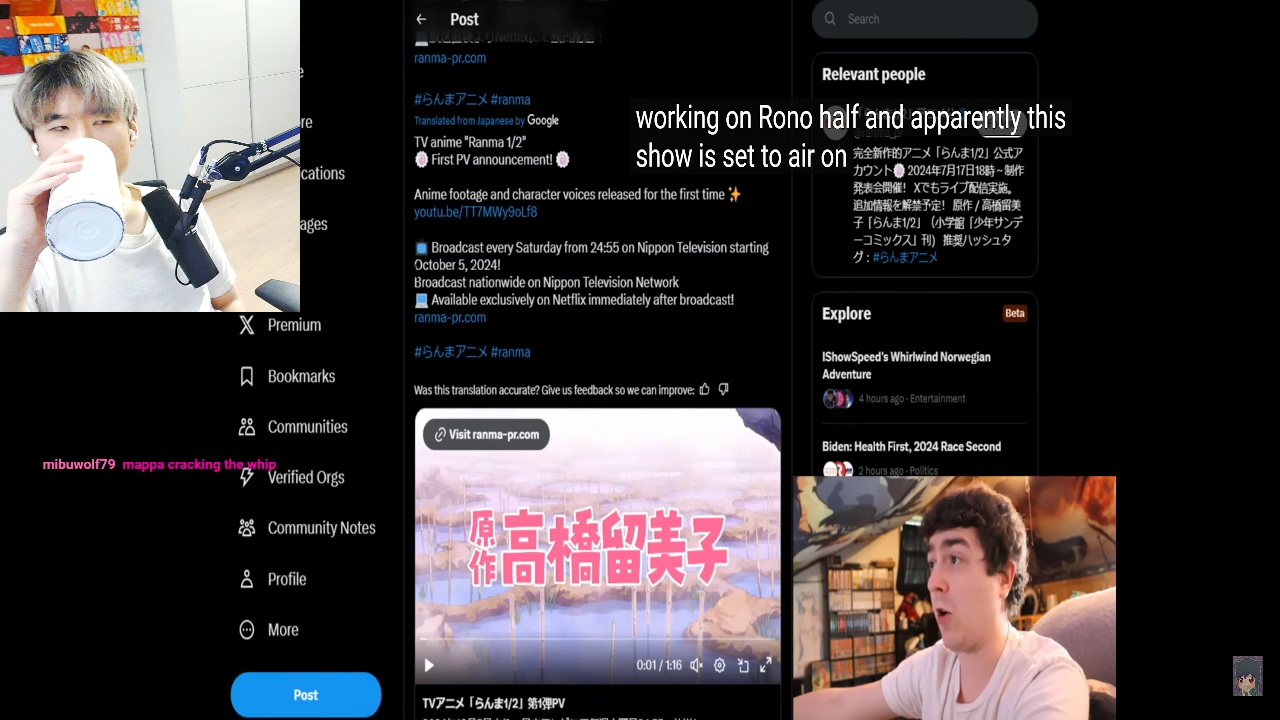 Post
ranma-pr.com
#らんまアニメ #ranma
Translated from Japanese by Google
TV anime "Ranma 1/2"
First PV announcement!
Anime footage and character voices released for the first time
youtu.be/TT7MWy9oLf8
Broadcast every Saturday from 24:55 on Nippon Television starting
October 5, 2024!
Broadcast nationwide on Nippon Television Network
Available exclusively on Netflix immediately after broadcast!
ranma-pr.com
#らんまアニメ #ranma
Was this translation accurate? Give us feedback so we can improve:
Visit ranma-pr.com
原作 高橋留美子
0:01 / 1:16
TVアニメ「らんま1/2」第1弾PV
Search
Relevant people
working on Rono half and apparently this
show is set to air on
完全新作的アニメ「らんま1/2」公式ア
カウント 2024年7月17日18時~制作
発表会開催! Xでもライブ配信実施。
追加情報を解禁予定! 原作 / 高橋留美
子「らんま1/2」(小学館「少年サンデ
ーコミックス」刊) 推奨ハッシュタ
グ:#らんまアニメ
Explore
Beta
IShowSpeed's Whirlwind Norwegian
Adventure
4 hours ago · Entertainment
Biden: Health First, 2024 Race Second
2 hours ago · Politics
Premium
Bookmarks
Communities
mibuwolf79 mappa cracking the whip
Verified Orgs
Community Notes
Profile
More
Post